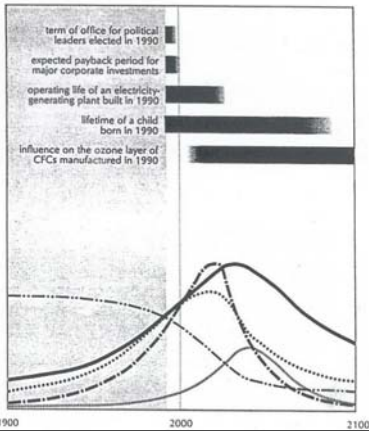 term of office for political
leaders elected in 1990
expected payback period for
major corporate investments
operating life of an electricity-
generating plant built in 1990
lifetime of a child
born in 1990
influence on the ozone layer of
CFCs manufactured in 1990
1900 2000 2100